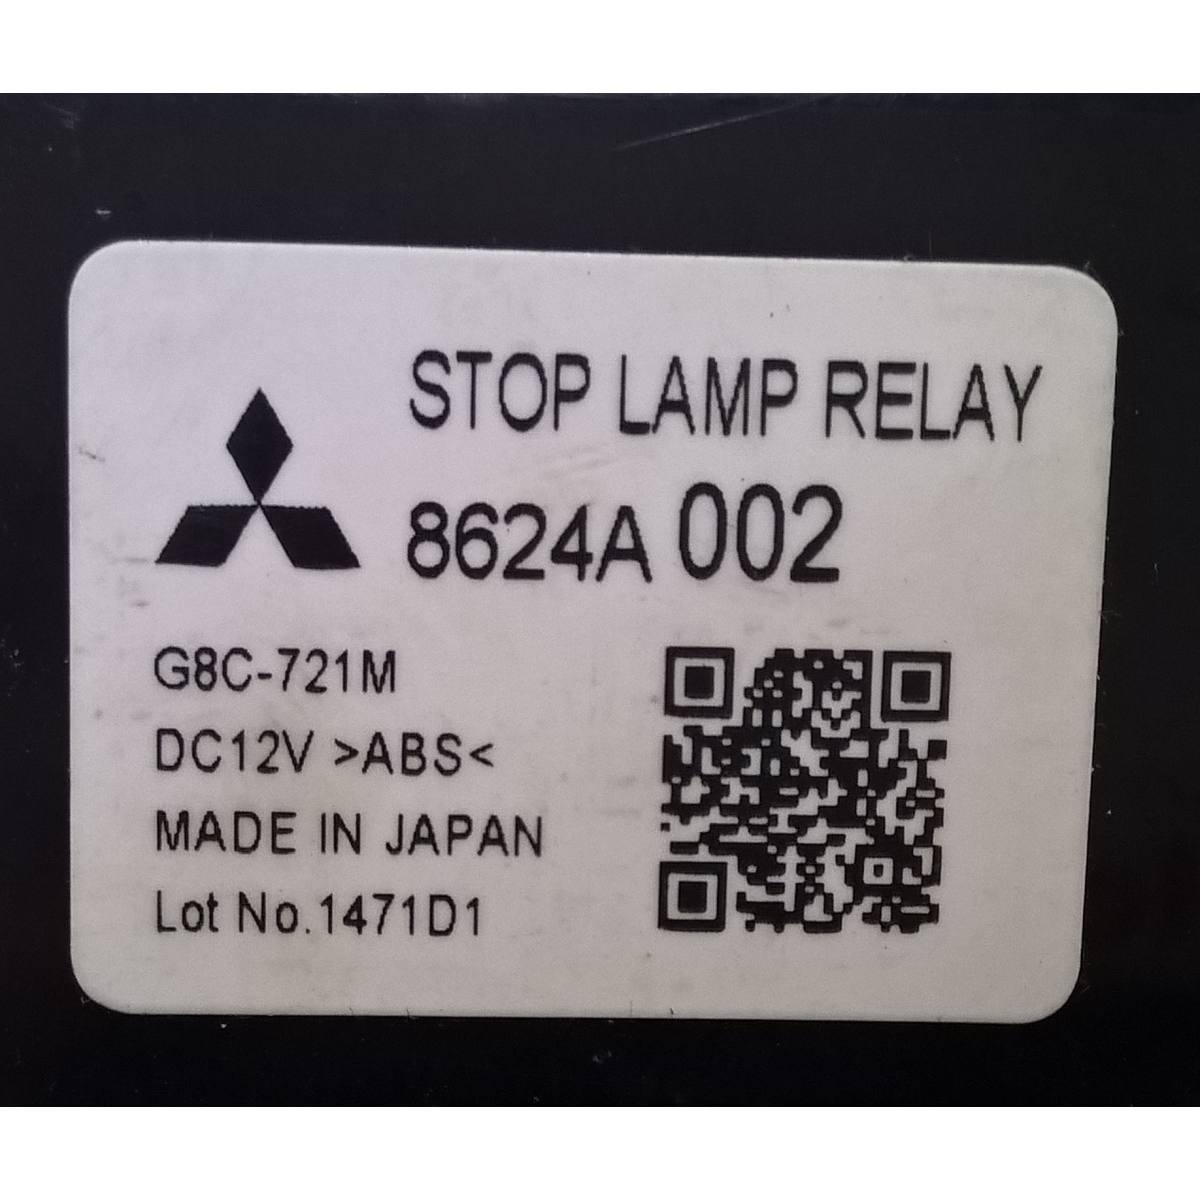 STOP LAMP RELAY
8624A 002
G8C-721M
DC12V >ABS<
MADE IN JAPAN
Lot No.1471D1